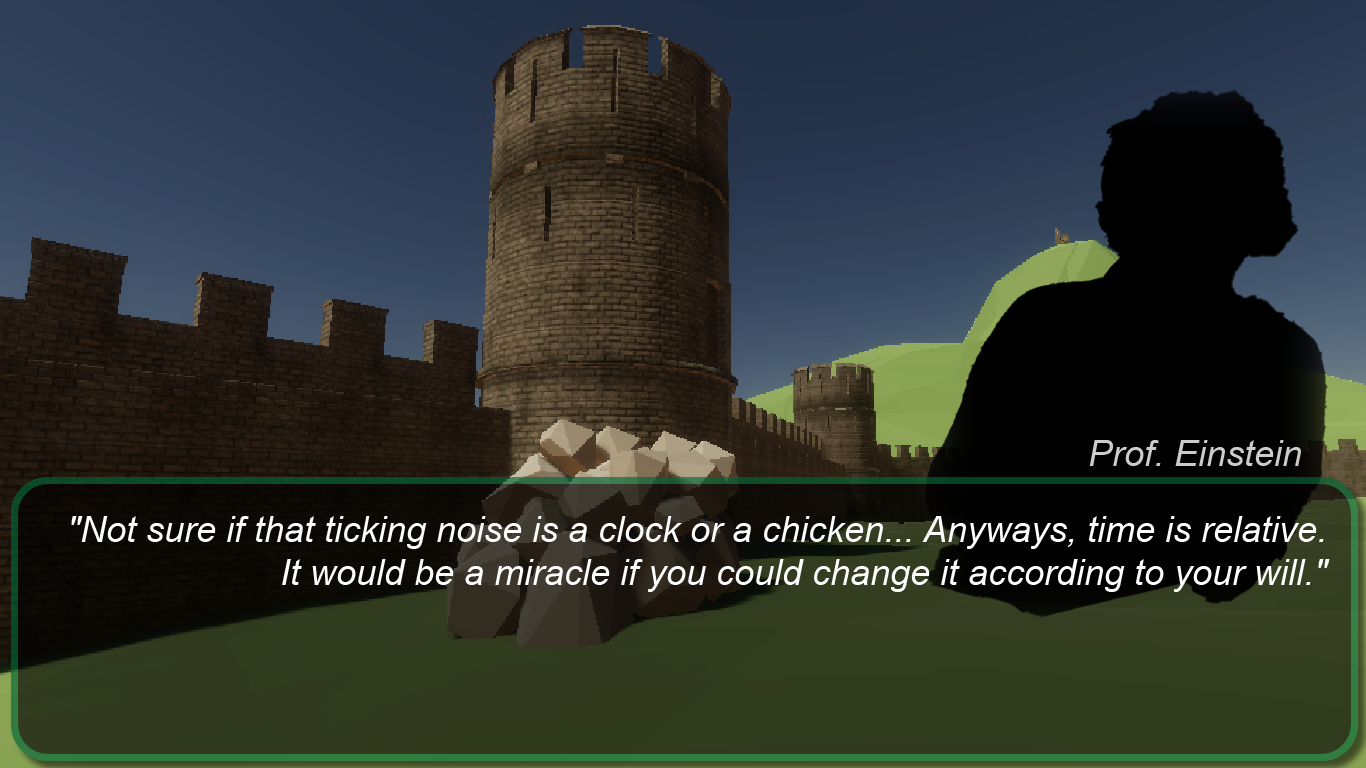 Prof. Einstein
"Not sure if that ticking noise is a clock or a chicken... Anyways, time is relative.
It would be a miracle if you could change it according to your will."